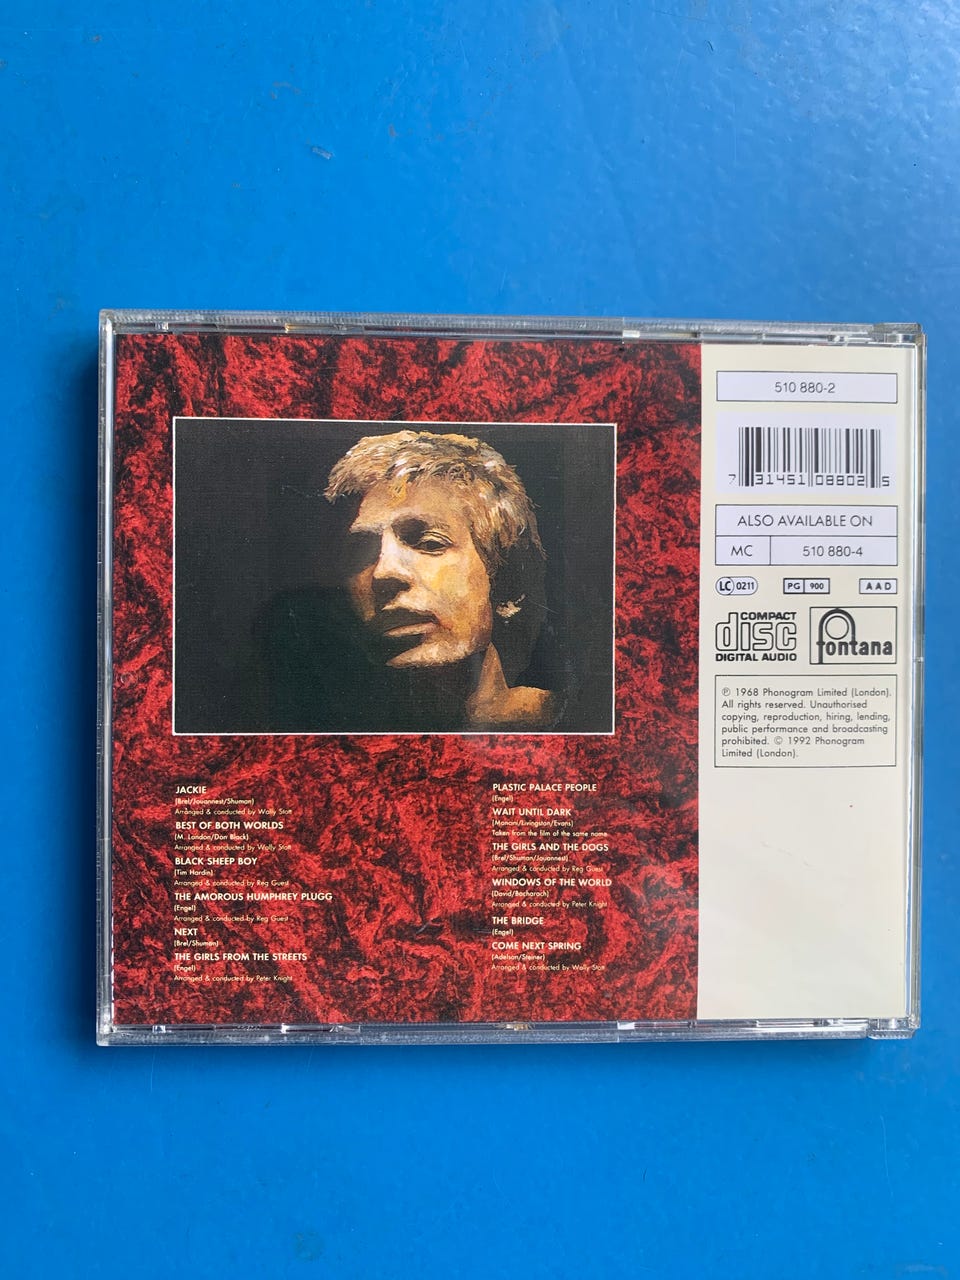 510 880-2
7 31451 08802 5
ALSO AVAILABLE ON
MC 510 880-4
LC 0211 PG 900 AAD
COMPACT
disc
DIGITAL AUDIO
fontana
℗ 1968 Phonogram Limited (London).
All rights reserved. Unauthorised
copying, reproduction, hiring, lending,
public performance and broadcasting
prohibited. © 1992 Phonogram
Limited (London).
JACKIE
(Brel/Jouannest/Shuman)
Arranged & conducted by Wally Stott
BEST OF BOTH WORLDS
(M. London/Don Black)
Arranged & conducted by Wally Stott
BLACK SHEEP BOY
(Tim Hardin)
Arranged & conducted by Reg Guest
THE AMOROUS HUMPHREY PLUGG
(Engel)
Arranged & conducted by Reg Guest
NEXT
(Brel/Shuman)
THE GIRLS FROM THE STREETS
(Engel)
Arranged & conducted by Peter Knight
PLASTIC PALACE PEOPLE
(Engel)
WAIT UNTIL DARK
(Mancini/Livingston/Evans)
Taken from the film of the same name
THE GIRLS AND THE DOGS
(Brel/Shuman/Jouannest)
Arranged & conducted by Reg Guest
WINDOWS OF THE WORLD
(David/Bacharach)
Arranged & conducted by Peter Knight
THE BRIDGE
(Engel)
COME NEXT SPRING
(Adelson/Steiner)
Arranged & conducted by Wally Stott